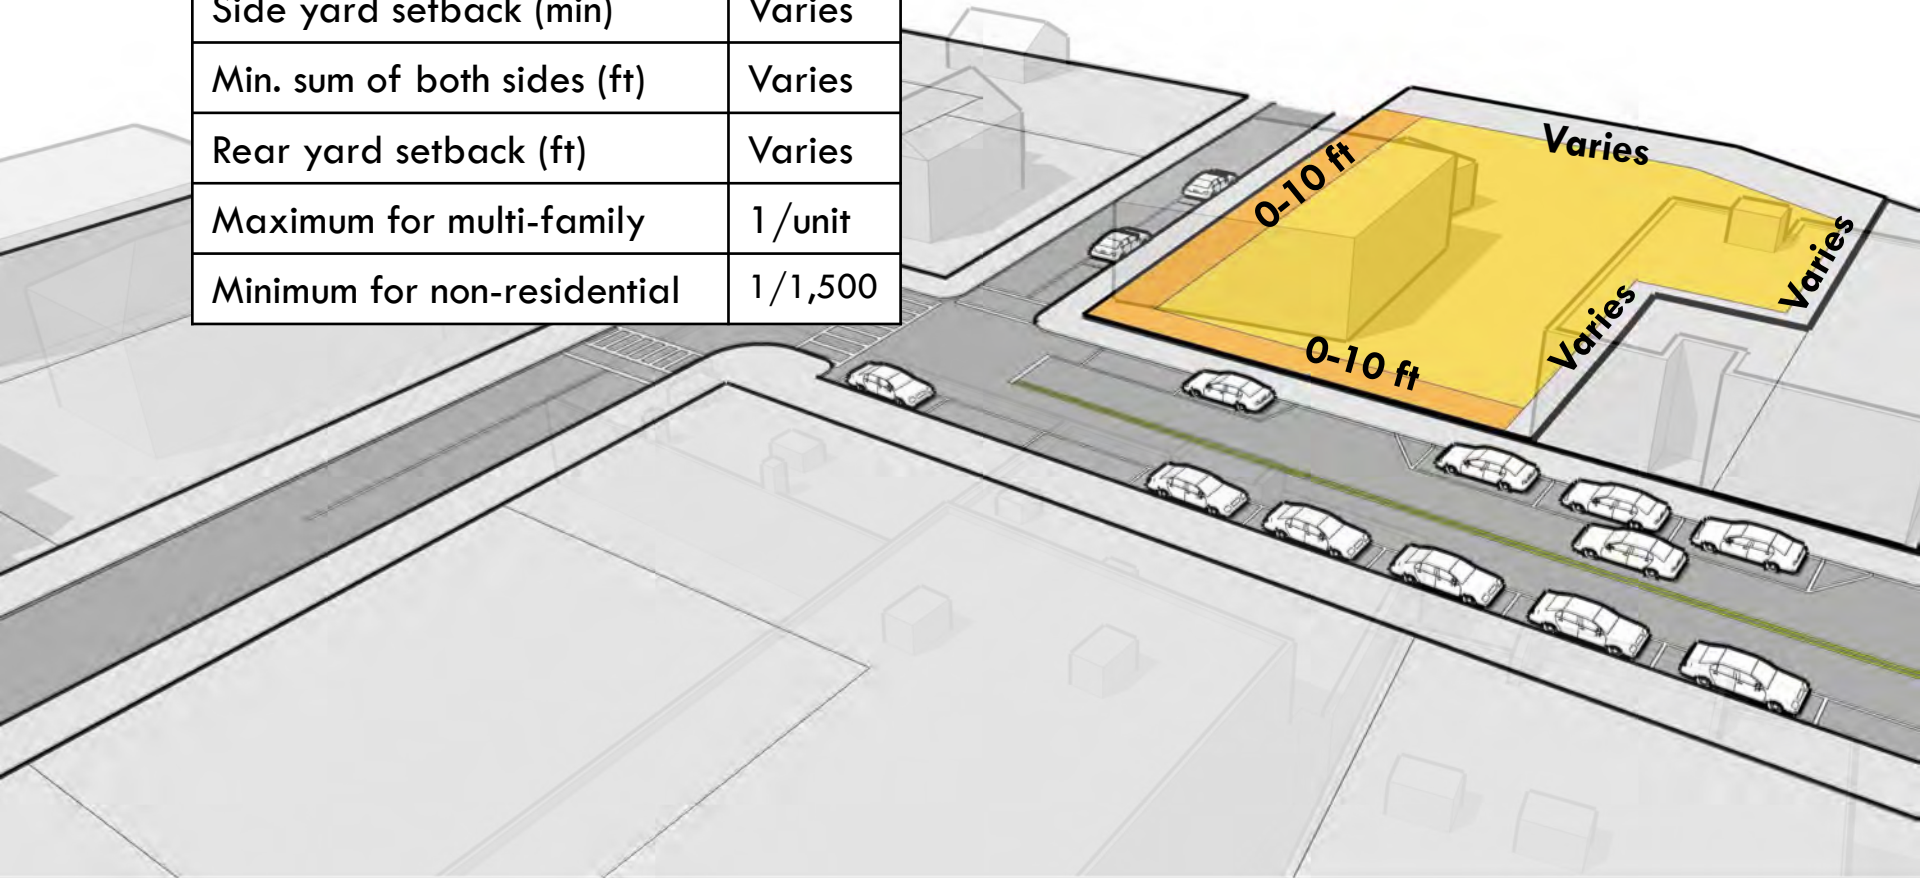 Side yard setback (min) Varies
Min. sum of both sides (ft) Varies
Rear yard setback (ft) Varies
Maximum for multi-family 1/unit
Minimum for non-residential 1/1,500
Varies
0-10 ft
Varies
Varies
0-10 ft